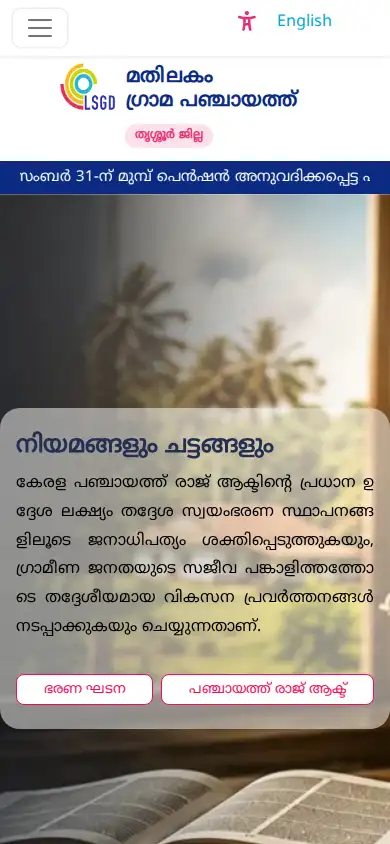 English
LSGD
മതിലകം
ഗ്രാമ പഞ്ചായത്ത്
തൃശ്ശൂർ ജില്ല
സംബർ 31-ന് മുമ്പ് പെൻഷൻ അനുവദിക്കപ്പെട്ട
നിയമങ്ങളും ചട്ടങ്ങളും
കേരള പഞ്ചായത്ത് രാജ് ആക്ടിന്റെ പ്രധാന ഉ
ദ്ദേശ ലക്ഷ്യം തദ്ദേശ സ്വയംഭരണ സ്ഥാപനങ്ങ
ളിലൂടെ ജനാധിപത്യം ശക്തിപ്പെടുത്തുകയും,
ഗ്രാമീണ ജനതയുടെ സജീവ പങ്കാളിത്തത്തോ
ടെ തദ്ദേശീയമായ വികസന പ്രവർത്തനങ്ങൾ
നടപ്പാക്കുകയും ചെയ്യുന്നതാണ്.
ഭരണ ഘടന
പഞ്ചായത്ത് രാജ് ആക്ട്